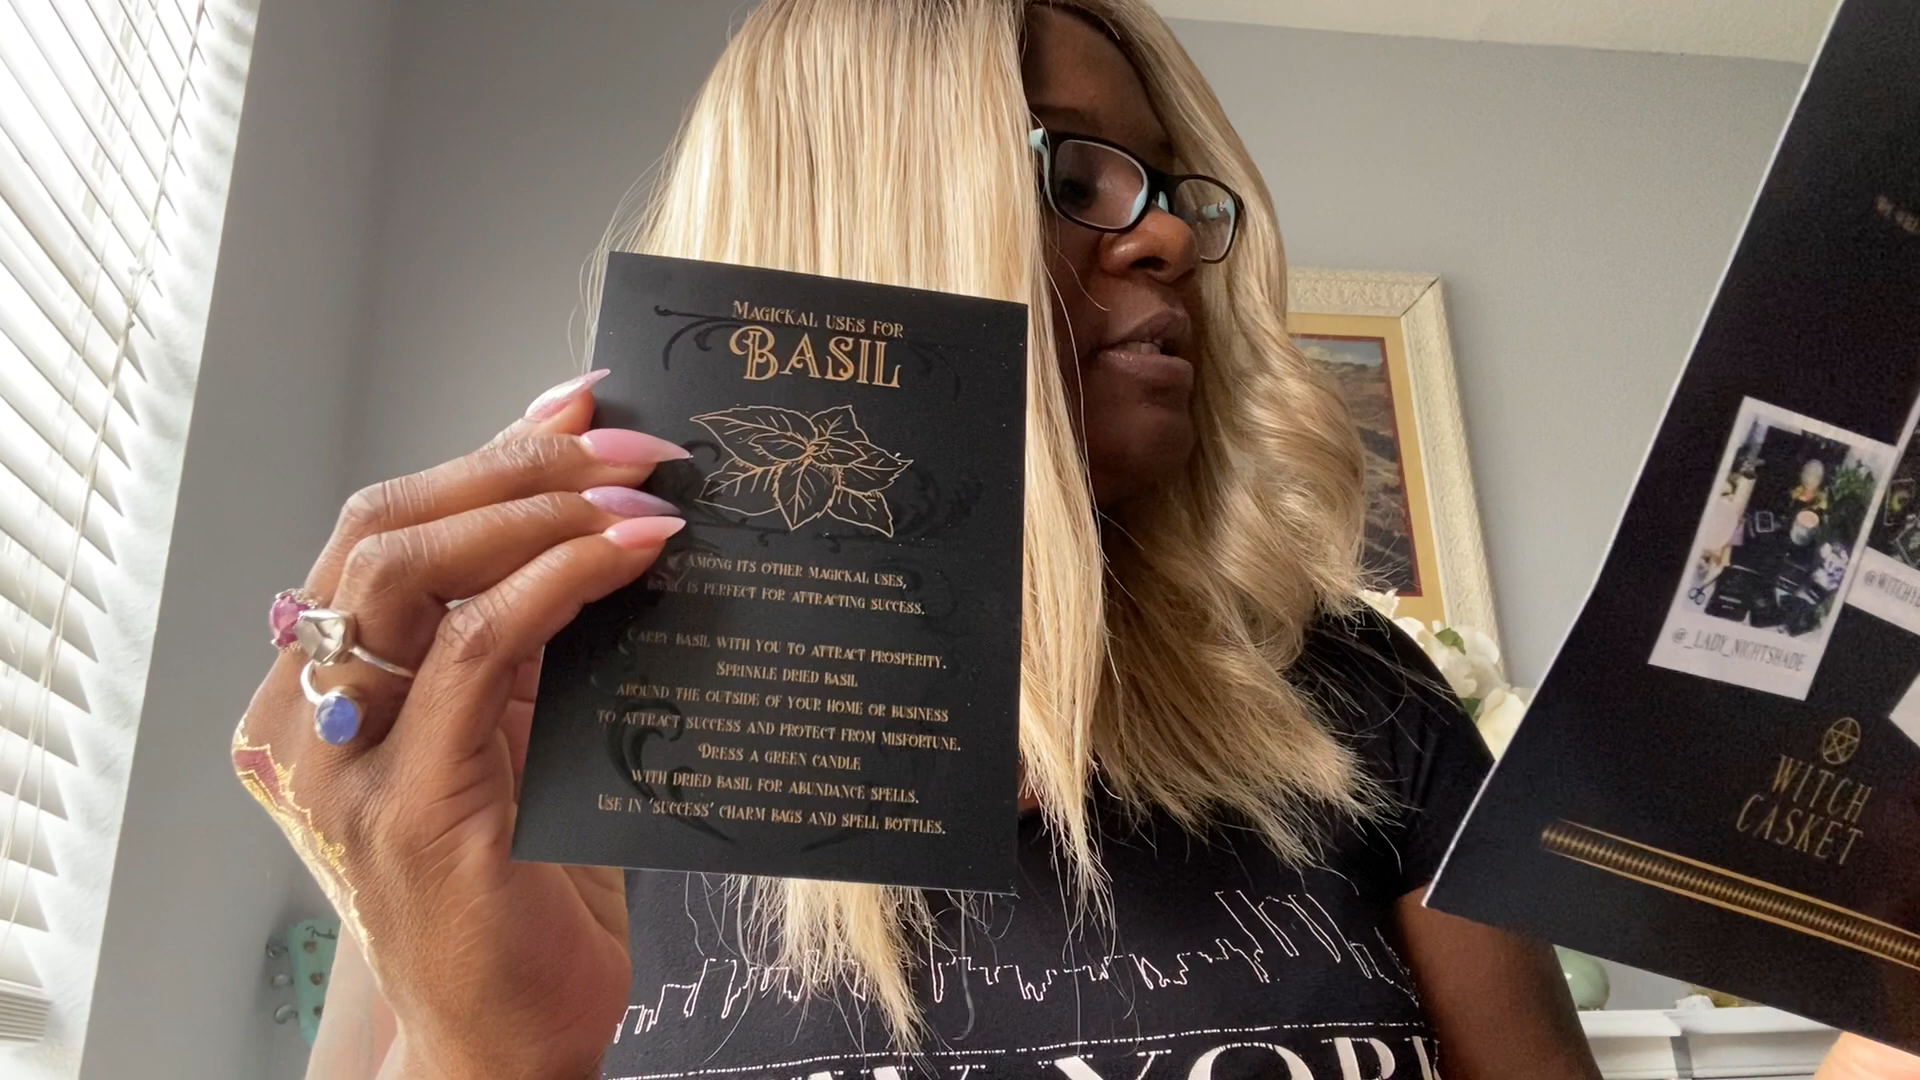 MAGICKAL USES FOR
BASIL
AMONG ITS OTHER MAGICKAL USES,
BASIL IS PERFECT FOR ATTRACTING SUCCESS.
CARRY BASIL WITH YOU TO ATTRACT PROSPERITY.
SPRINKLE DRIED BASIL
AROUND THE OUTSIDE OF YOUR HOME OR BUSINESS
TO ATTRACT SUCCESS AND PROTECT FROM MISFORTUNE.
DRESS A GREEN CANDLE
WITH DRIED BASIL FOR ABUNDANCE SPELLS.
USE IN 'SUCCESS' CHARM BAGS AND SPELL BOTTLES.
@_LADY_NIGHTSHADE
WITCH
CASKET
Fender